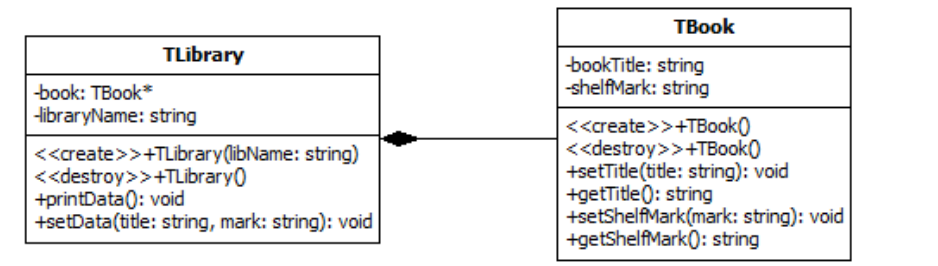 TLibrary
-book: TBook*
-libraryName: string
<<create>>+TLibrary(libName: string)
<<destroy>>+TLibrary()
+printData(): void
+setData(title: string, mark: string): void
TBook
-bookTitle: string
-shelfMark: string
<<create>>+TBook()
<<destroy>>+TBook()
+setTitle(title: string): void
+getTitle(): string
+setShelfMark(mark: string): void
+getShelfMark(): string